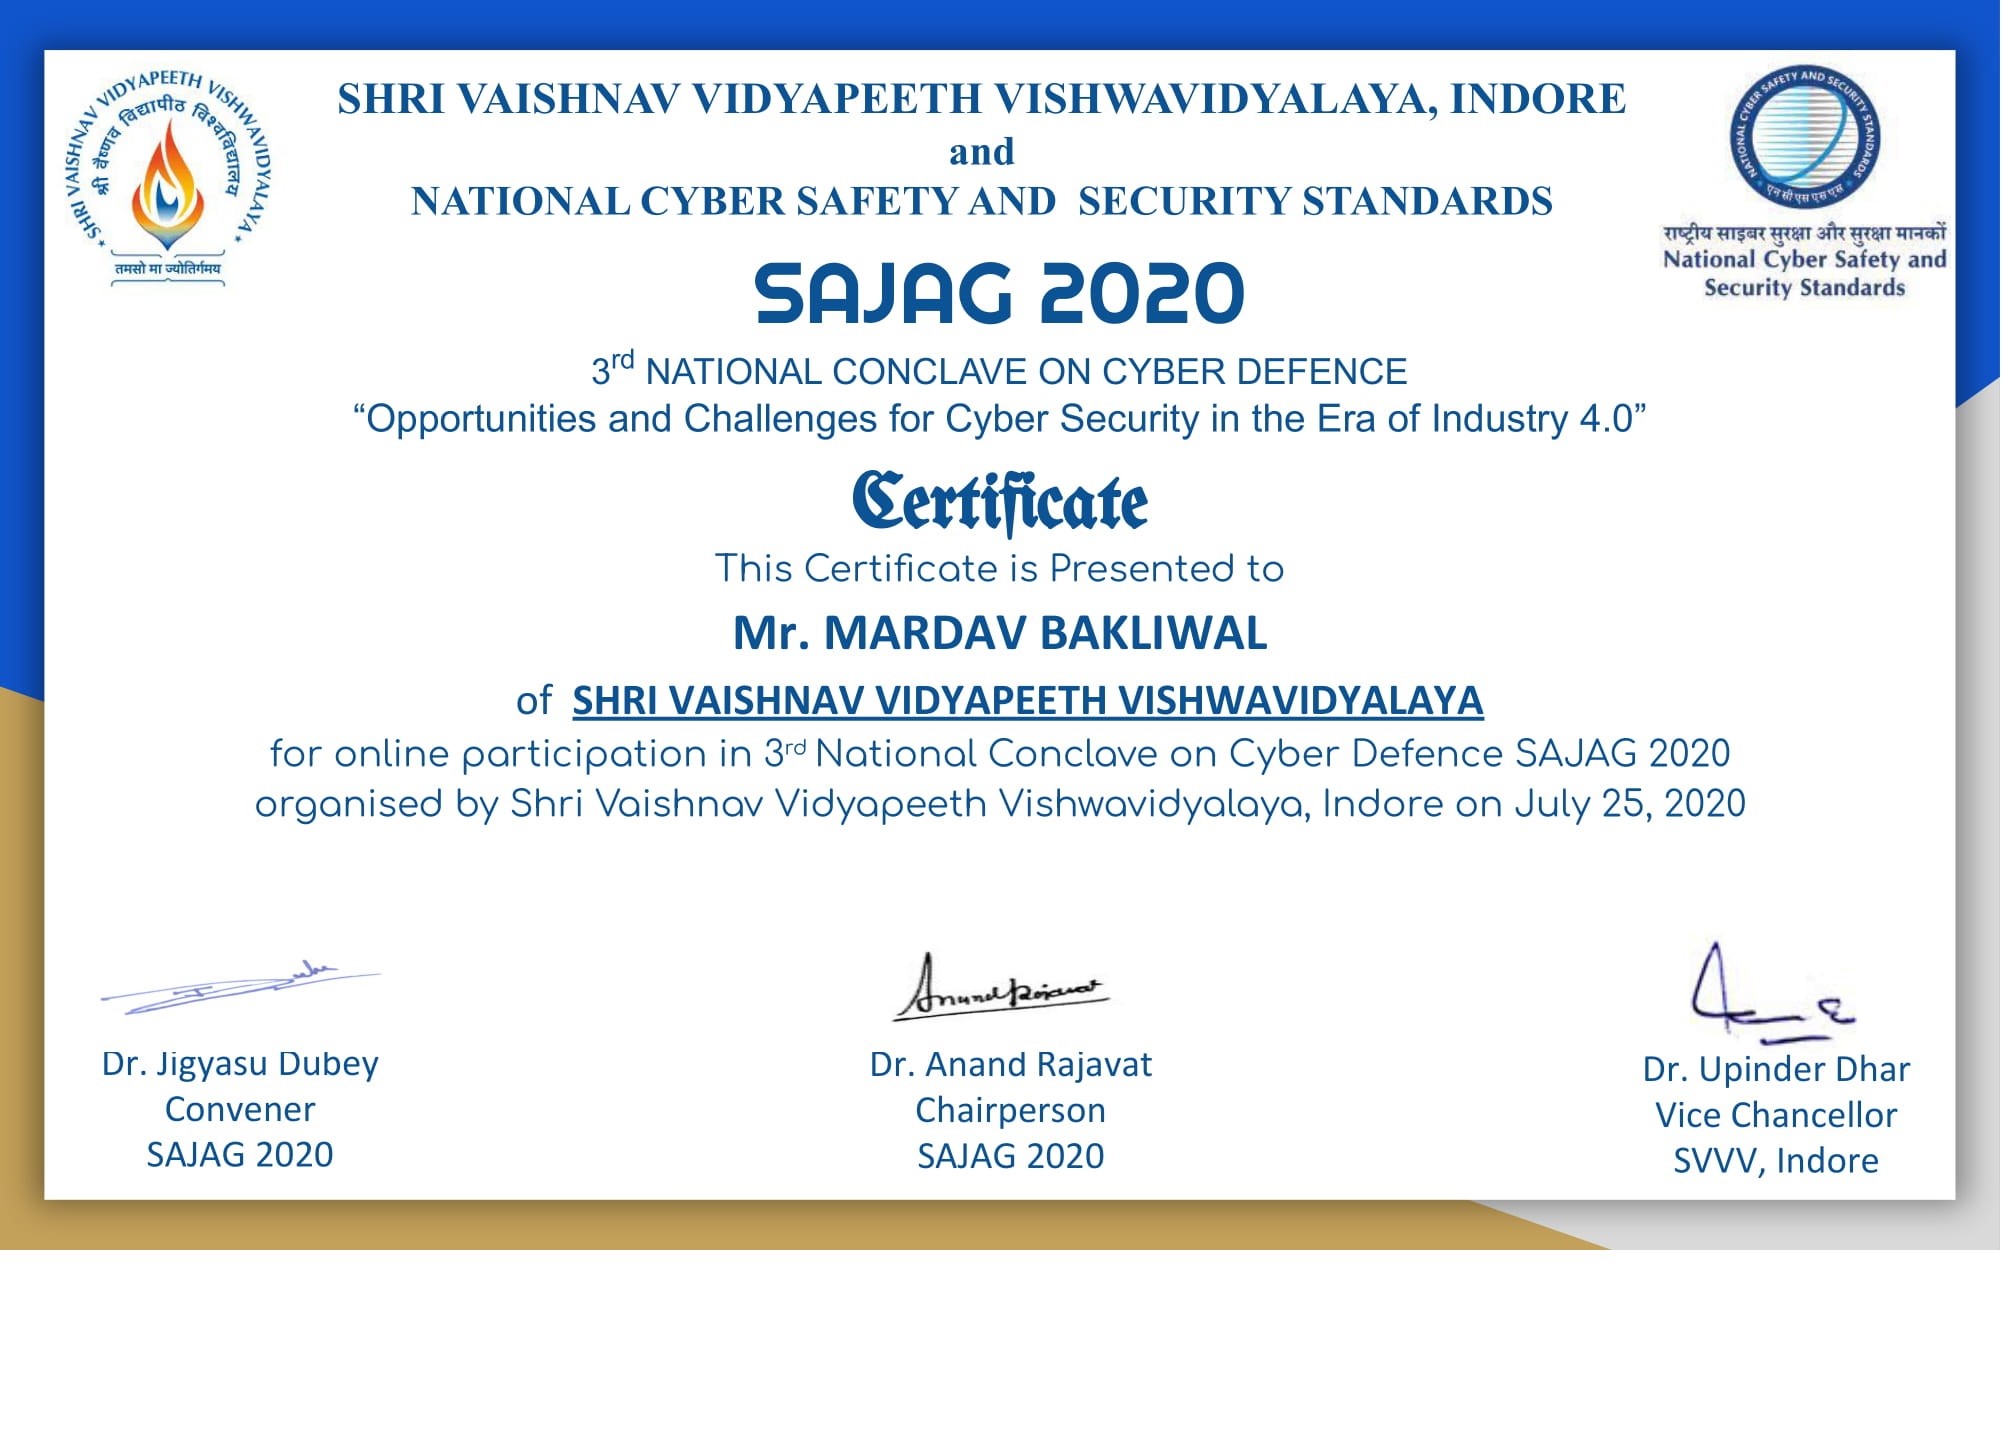 SHRI VAISHNAV VIDYAPEETH VISHWAVIDYALAYA
श्री वैष्णव विद्यापीठ विश्वविद्यालय
तमसो मा ज्योतिर्गमय
SHRI VAISHNAV VIDYAPEETH VISHWAVIDYALAYA, INDORE
and
NATIONAL CYBER SAFETY AND SECURITY STANDARDS
NATIONAL CYBER SAFETY AND SECURITY STANDARDS
एन सी एस एस एस
राष्ट्रीय साइबर सुरक्षा और सुरक्षा मानकों
National Cyber Safety and
Security Standards
SAJAG 2020
3rd NATIONAL CONCLAVE ON CYBER DEFENCE
“Opportunities and Challenges for Cyber Security in the Era of Industry 4.0”
Certificate
This Certificate is Presented to
Mr. MARDAV BAKLIWAL
of SHRI VAISHNAV VIDYAPEETH VISHWAVIDYALAYA
for online participation in 3rd National Conclave on Cyber Defence SAJAG 2020
organised by Shri Vaishnav Vidyapeeth Vishwavidyalaya, Indore on July 25, 2020
Anand Rajavat
Dr. Jigyasu Dubey
Convener
SAJAG 2020
Dr. Anand Rajavat
Chairperson
SAJAG 2020
Dr. Upinder Dhar
Vice Chancellor
SVVV, Indore